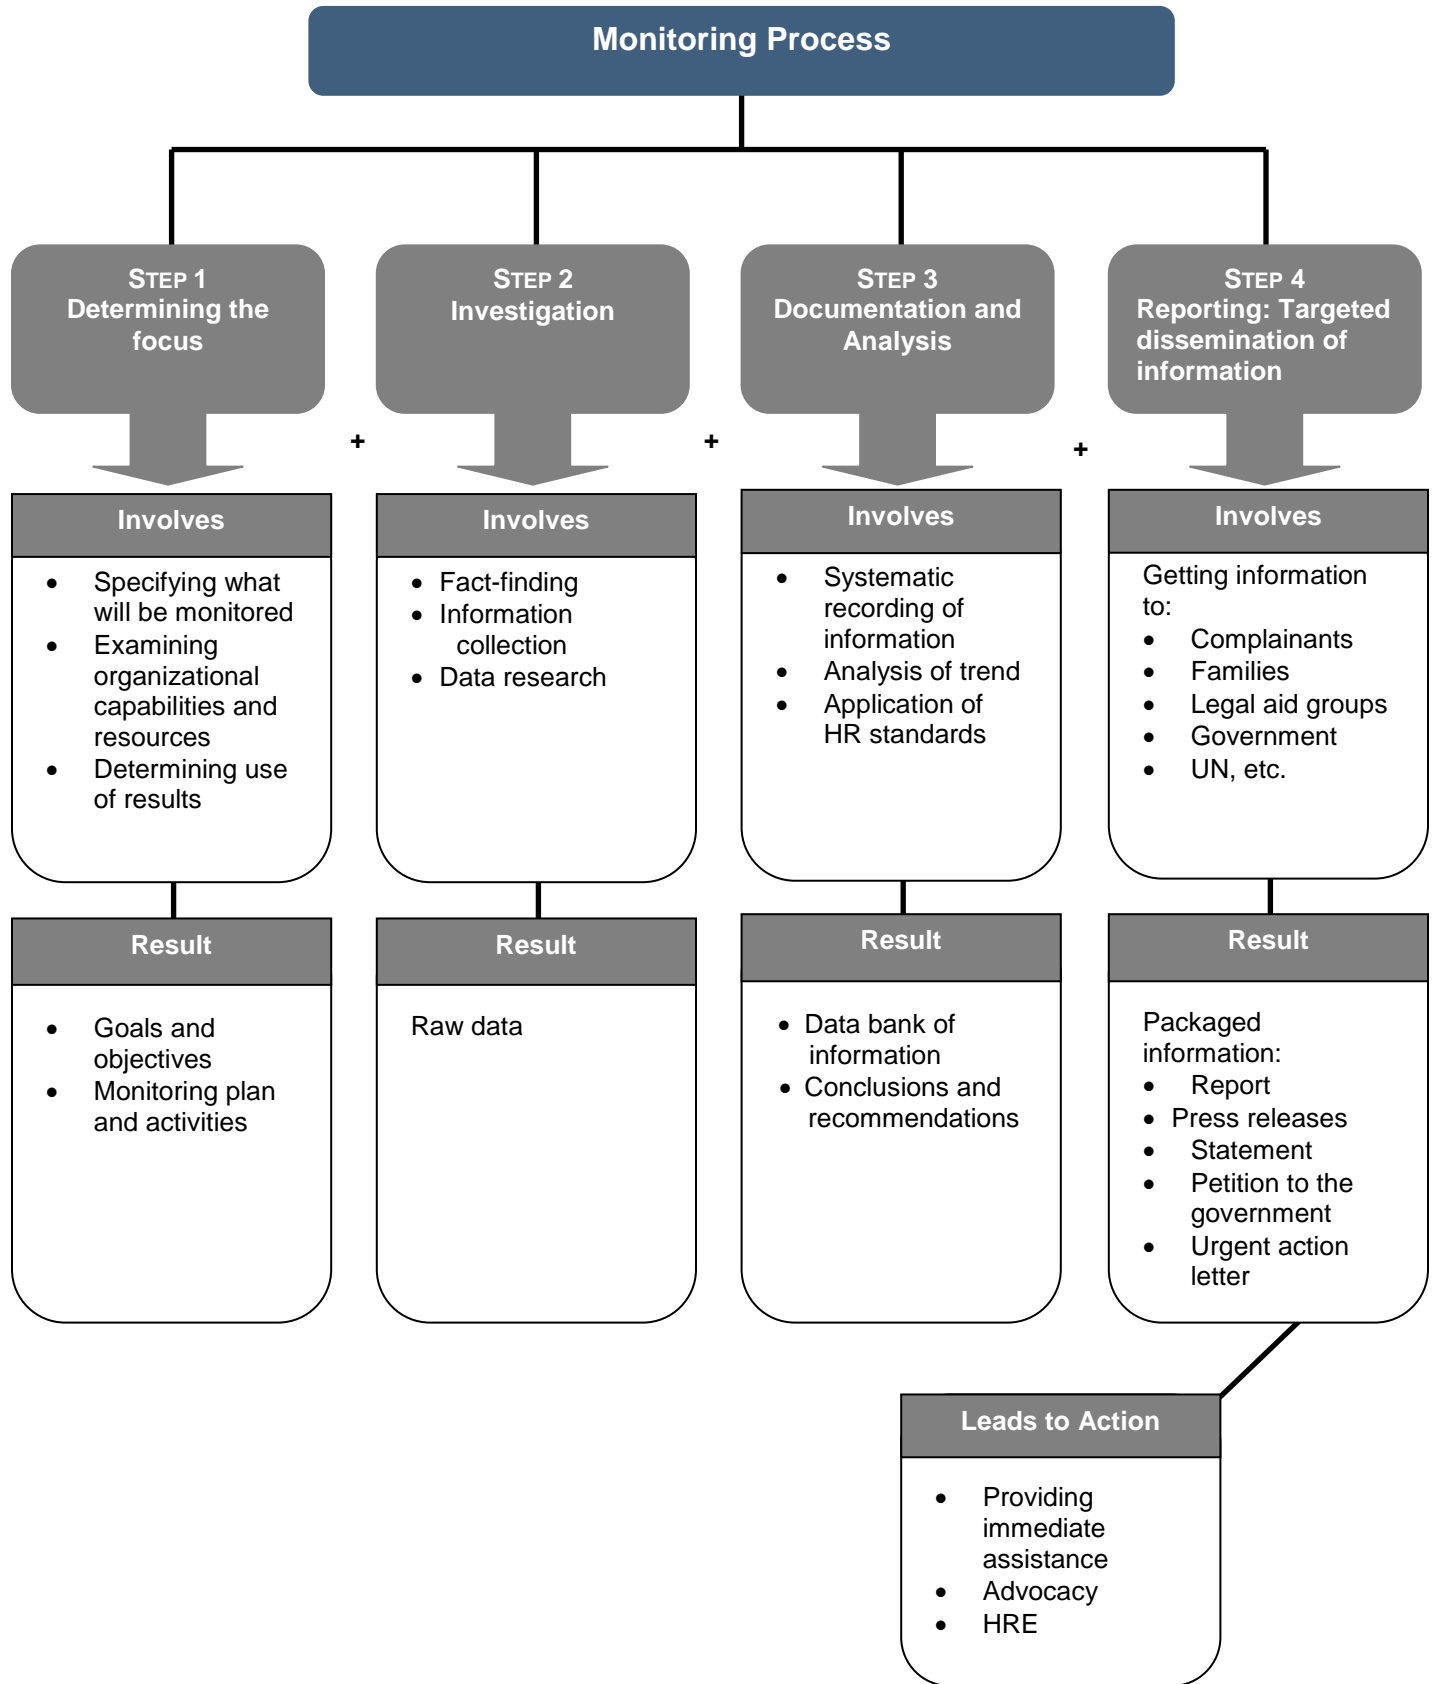 Monitoring Process
STEP 1
Determining the
focus
STEP 2
Investigation
STEP 3
Documentation and
Analysis
STEP 4
Reporting: Targeted
dissemination of
information
+
+
+
Involves
• Specifying what
will be monitored
• Examining
organizational
capabilities and
resources
• Determining use
of results
Involves
• Fact-finding
• Information
collection
• Data research
Involves
• Systematic
recording of
information
• Analysis of trend
• Application of
HR standards
Involves
Getting information
to:
• Complainants
• Families
• Legal aid groups
• Government
• UN, etc.
Result
• Goals and
objectives
• Monitoring plan
and activities
Result
Raw data
Result
• Data bank of
information
• Conclusions and
recommendations
Result
Packaged
information:
• Report
• Press releases
• Statement
• Petition to the
government
• Urgent action
letter
Leads to Action
• Providing
immediate
assistance
• Advocacy
• HRE